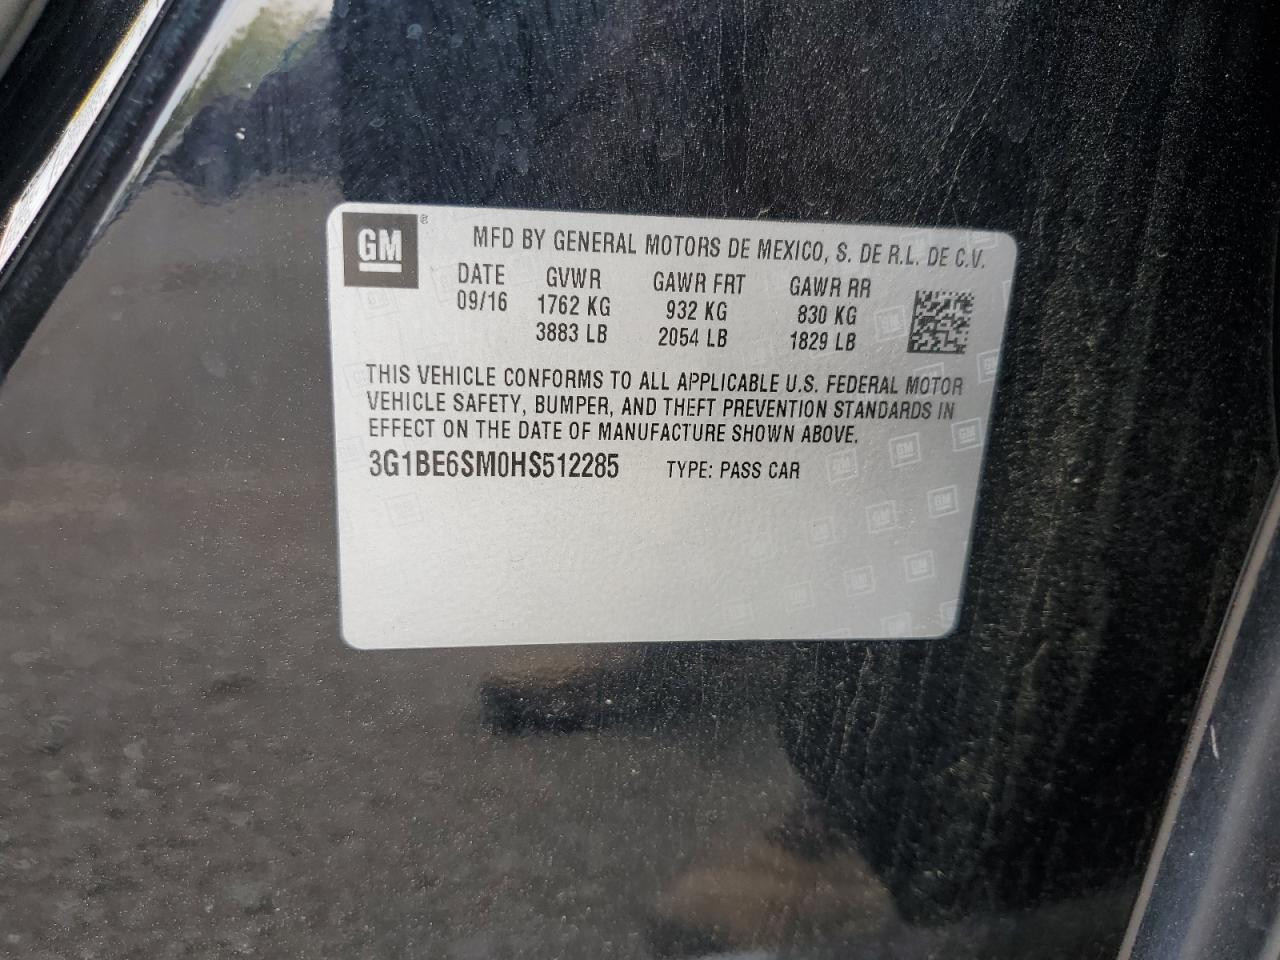 GM ® MFD BY GENERAL MOTORS DE MEXICO, S. DE R.L. DE C.V.
DATE GVWR GAWR FRT GAWR RR
09/16 1762 KG 932 KG 830 KG
3883 LB 2054 LB 1829 LB
THIS VEHICLE CONFORMS TO ALL APPLICABLE U.S. FEDERAL MOTOR
VEHICLE SAFETY, BUMPER, AND THEFT PREVENTION STANDARDS IN
EFFECT ON THE DATE OF MANUFACTURE SHOWN ABOVE.
3G1BE6SM0HS512285 TYPE: PASS CAR